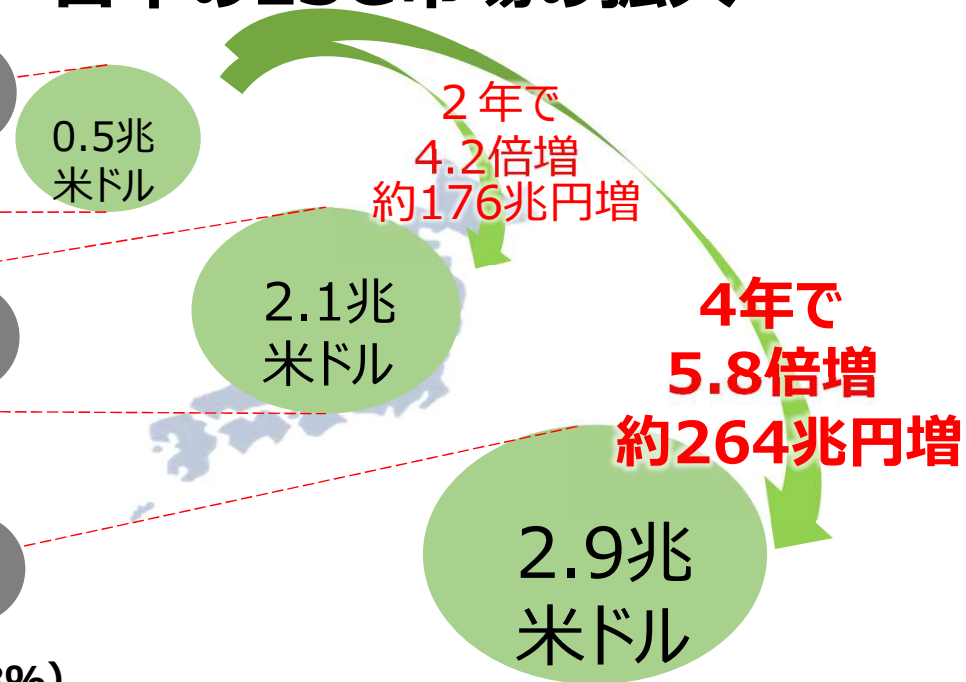 0.5兆
米ドル
２年で
4.2倍増
約176兆円増
2.1兆
米ドル
4年で
5.8倍増
約264兆円増
2.9兆
米ドル
%)